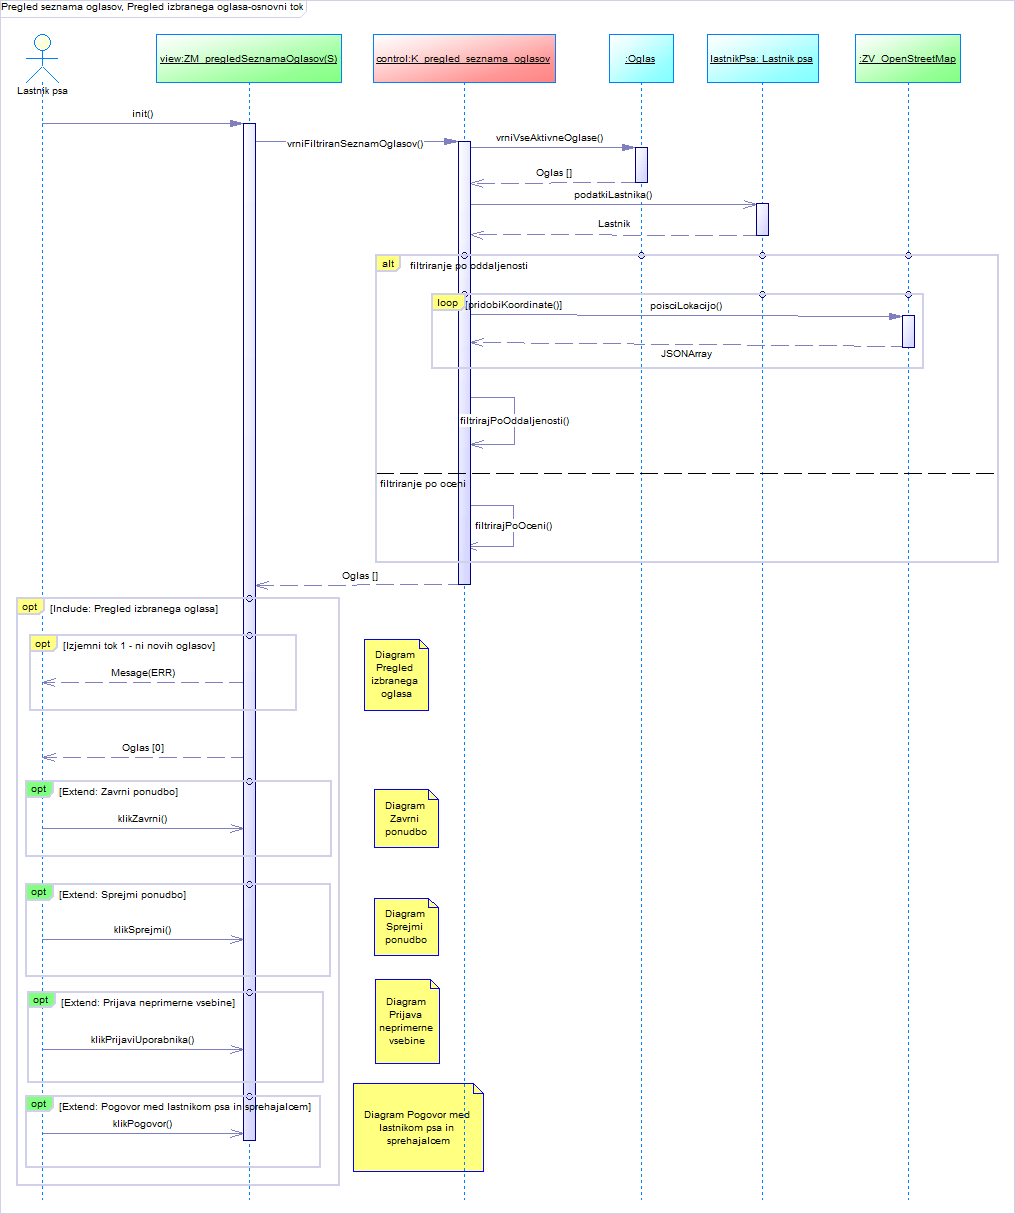 Pregled seznama oglasov, Pregled izbranega oglasa-osnovni tok
Lastnik psa
view:ZM_pregledSeznamaOglasov(S)
control:K_pregled_seznama_oglasov
:Oglas
lastnikPsa: Lastnik psa
:ZV_OpenStreetMap
init()
vrniFiltriranSeznamOglasov()
vrniVseAktivneOglase()
Oglas []
podatkiLastnika()
Lastnik
alt
filtriranje po oddaljenosti
loop
[pridobiKoordinate()]
poisciLokacijo()
JSONArray
filtrirajPoOddaljenosti()
filtriranje po oceni
filtrirajPoOceni()
Oglas []
opt
[Include: Pregled izbranega oglasa]
opt
[Izjemni tok 1 - ni novih oglasov]
Mesage(ERR)
Diagram
Pregled
izbranega
oglasa
Oglas [0]
opt
[Extend: Zavrni ponudbo]
klikZavrni()
Diagram
Zavrni
ponudbo
opt
[Extend: Sprejmi ponudbo]
klikSprejmi()
Diagram
Sprejmi
ponudbo
opt
[Extend: Prijava neprimerne vsebine]
klikPrijaviUporabnika()
Diagram
Prijava
neprimerne
vsebine
opt
[Extend: Pogovor med lastnikom psa in sprehajalcem]
klikPogovor()
Diagram Pogovor med
lastnikom psa in
sprehajalcem